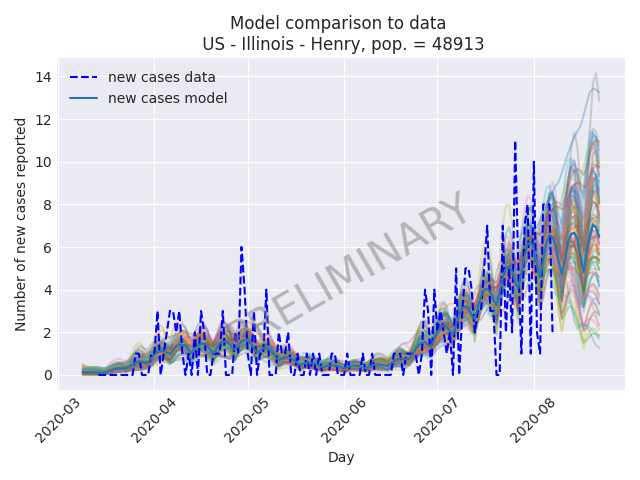 Model comparison to data
US - Illinois - Henry, pop. = 48913
new cases data
new cases model
PRELIMINARY
Number of new cases reported
14
12
10
8
6
4
2
0
2020-03
2020-04
2020-05
2020-06
2020-07
2020-08
Day